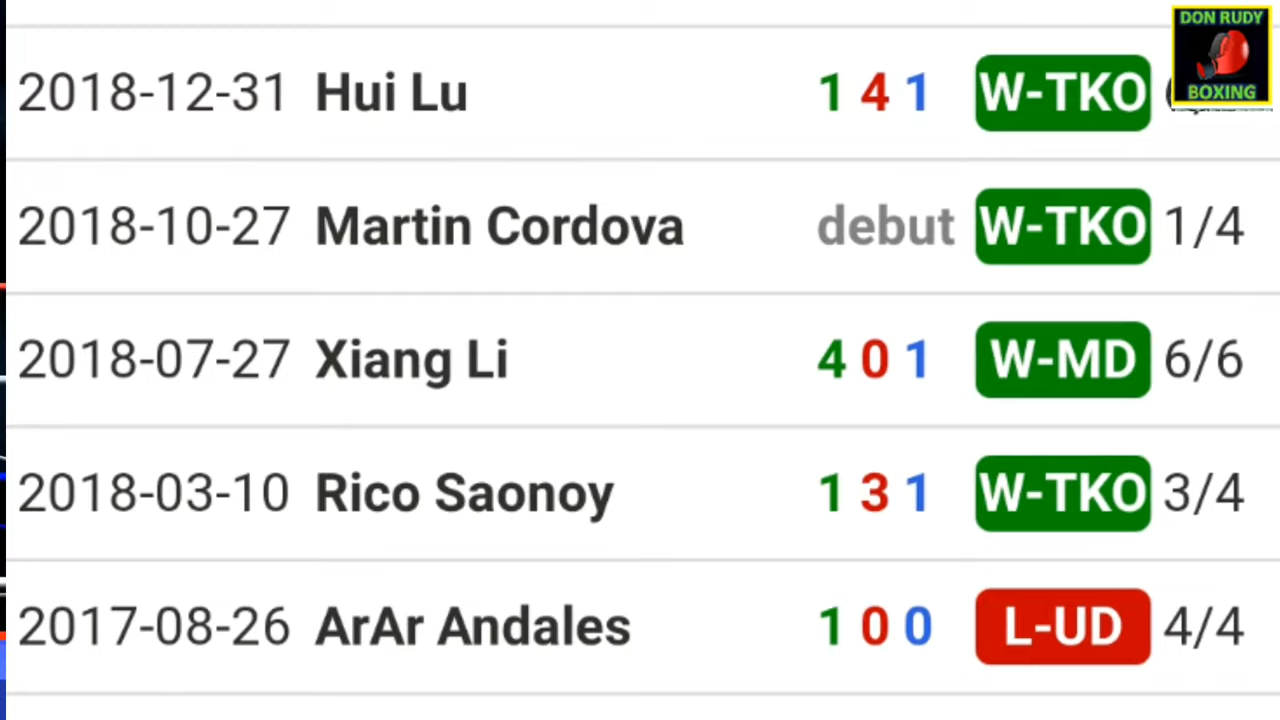 DON RUDY
BOXING
2018-12-31 Hui Lu 1 4 1 W-TKO
2018-10-27 Martin Cordova debut W-TKO 1/4
2018-07-27 Xiang Li 4 0 1 W-MD 6/6
2018-03-10 Rico Saonoy 1 3 1 W-TKO 3/4
2017-08-26 ArAr Andales 1 0 0 L-UD 4/4